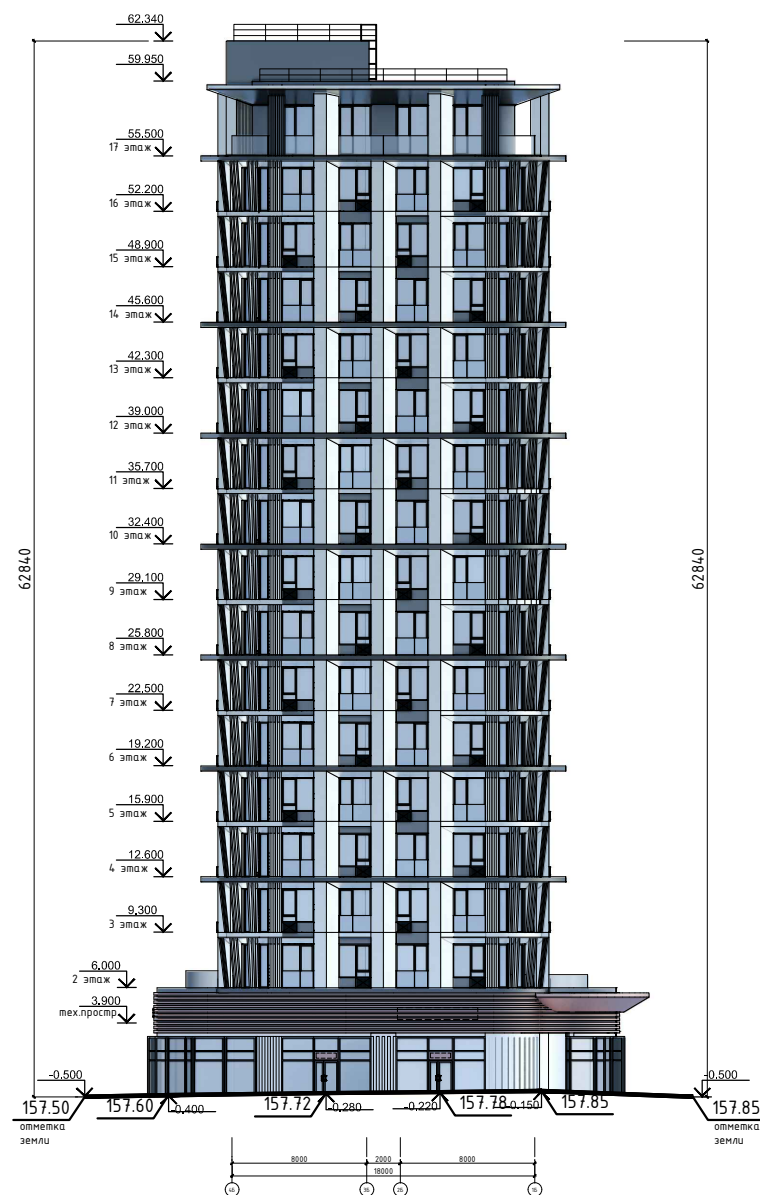 62.340
59.950
55.500
17 этаж
52.200
16 этаж
48.900
15 этаж
45.600
14 этаж
42.300
13 этаж
39.000
12 этаж
35.700
11 этаж
32.400
10 этаж
29.100
9 этаж
25.800
8 этаж
22.500
7 этаж
19.200
6 этаж
15.900
5 этаж
12.600
4 этаж
9.300
3 этаж
6.000
2 этаж
3.900
тех.простр.
62840
62840
-0.500
-0.500
157.50
157.60
-0.400
157.72
-0.280
-0.220
157.78
-0.150
157.85
157.85
отметка
земли
отметка
земли
8000
2000
8000
18000